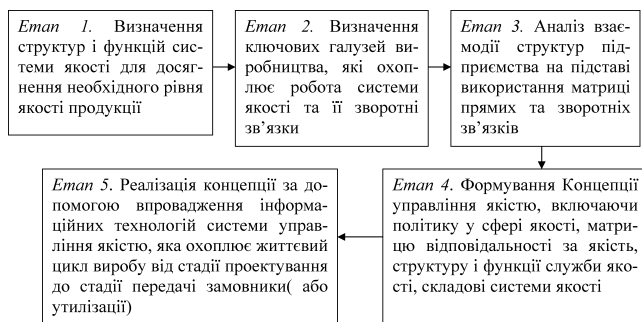 Етап 1. Визначення
структур і функцій сис-
теми якості для досяг-
нення необхідного рівня
якості продукції
Етап 2. Визначення
ключових галузей ви-
робництва, які охоп-
лює робота системи
якості та її зворотні
зв’язки
Етап 3. Аналіз взає-
модії структур під-
приємства на підставі
використання матриці
прямих та зворотніх
зв’язків
Етап 4. Формування Концепції
управління якістю, включаючи
політику у сфері якості, матри-
цю відповідальності за якість,
структуру і функції служби яко-
сті, складові системи якості
Етап 5. Реалізація концепції за до-
помогою впровадження інформа-
ційних технологій системи управ-
ління якістю, яка охоплює життєвий
цикл виробу від стадії проектування
до стадії передачі замовники( або
утилізації)